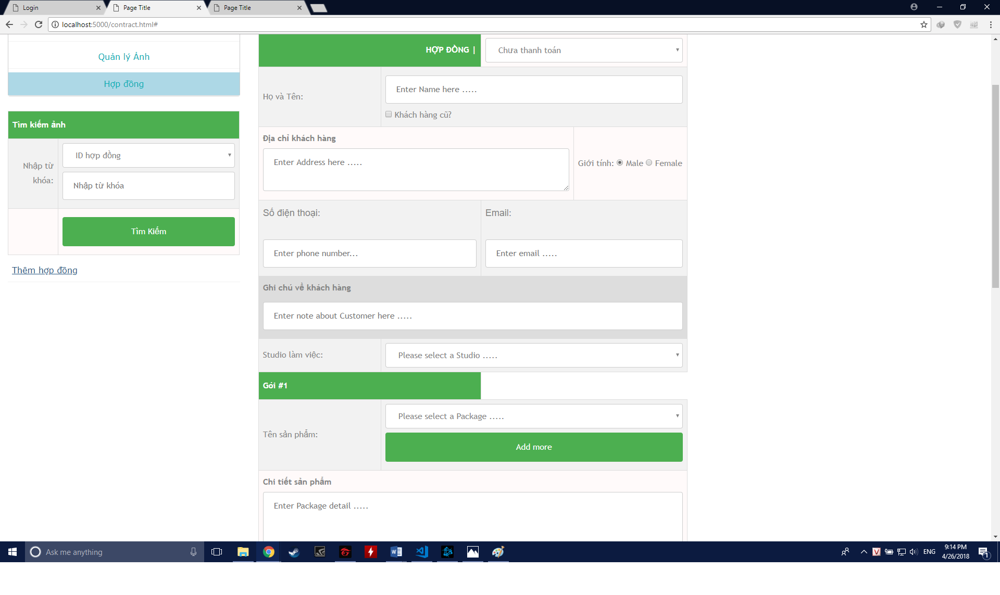 Login
Page Title
Page Title
localhost:5000/contract.html#
Quản lý Ảnh
Hợp đồng
Tìm kiếm ảnh
Nhập từ khóa:
ID hợp đồng
Nhập từ khóa
Tìm Kiếm
Thêm hợp đồng
HỢP ĐỒNG |
Chưa thanh toán
Họ và Tên:
Enter Name here .....
Khách hàng cũ?
Địa chỉ khách hàng
Enter Address here .....
Giới tính: Male Female
Số điện thoại:
Email:
Enter phone number...
Enter email .....
Ghi chú về khách hàng
Enter note about Customer here .....
Studio làm việc:
Please select a Studio .....
Gói #1
Tên sản phẩm:
Please select a Package .....
Add more
Chi tiết sản phẩm
Enter Package detail .....
Ask me anything
ENG
9:14 PM
4/26/2018
1